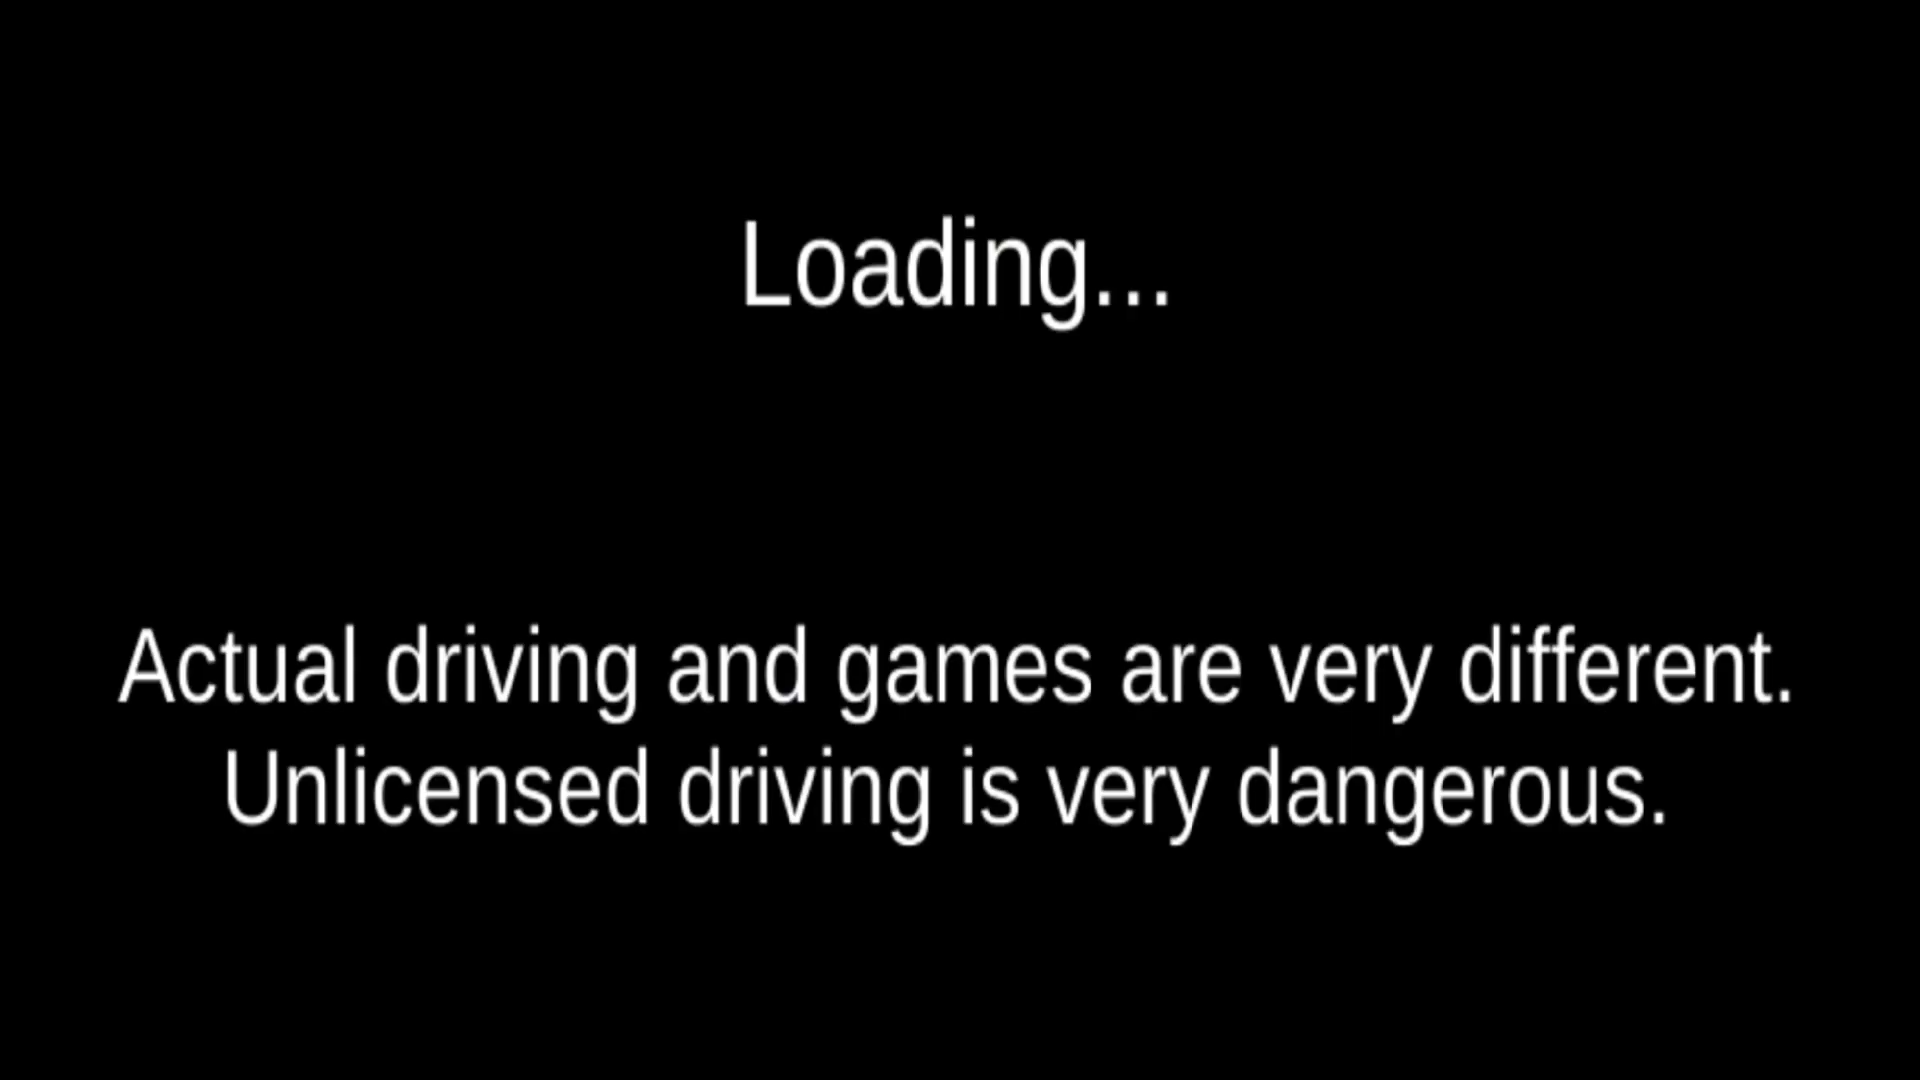 Loading...
Actual driving and games are very different.
Unlicensed driving is very dangerous.